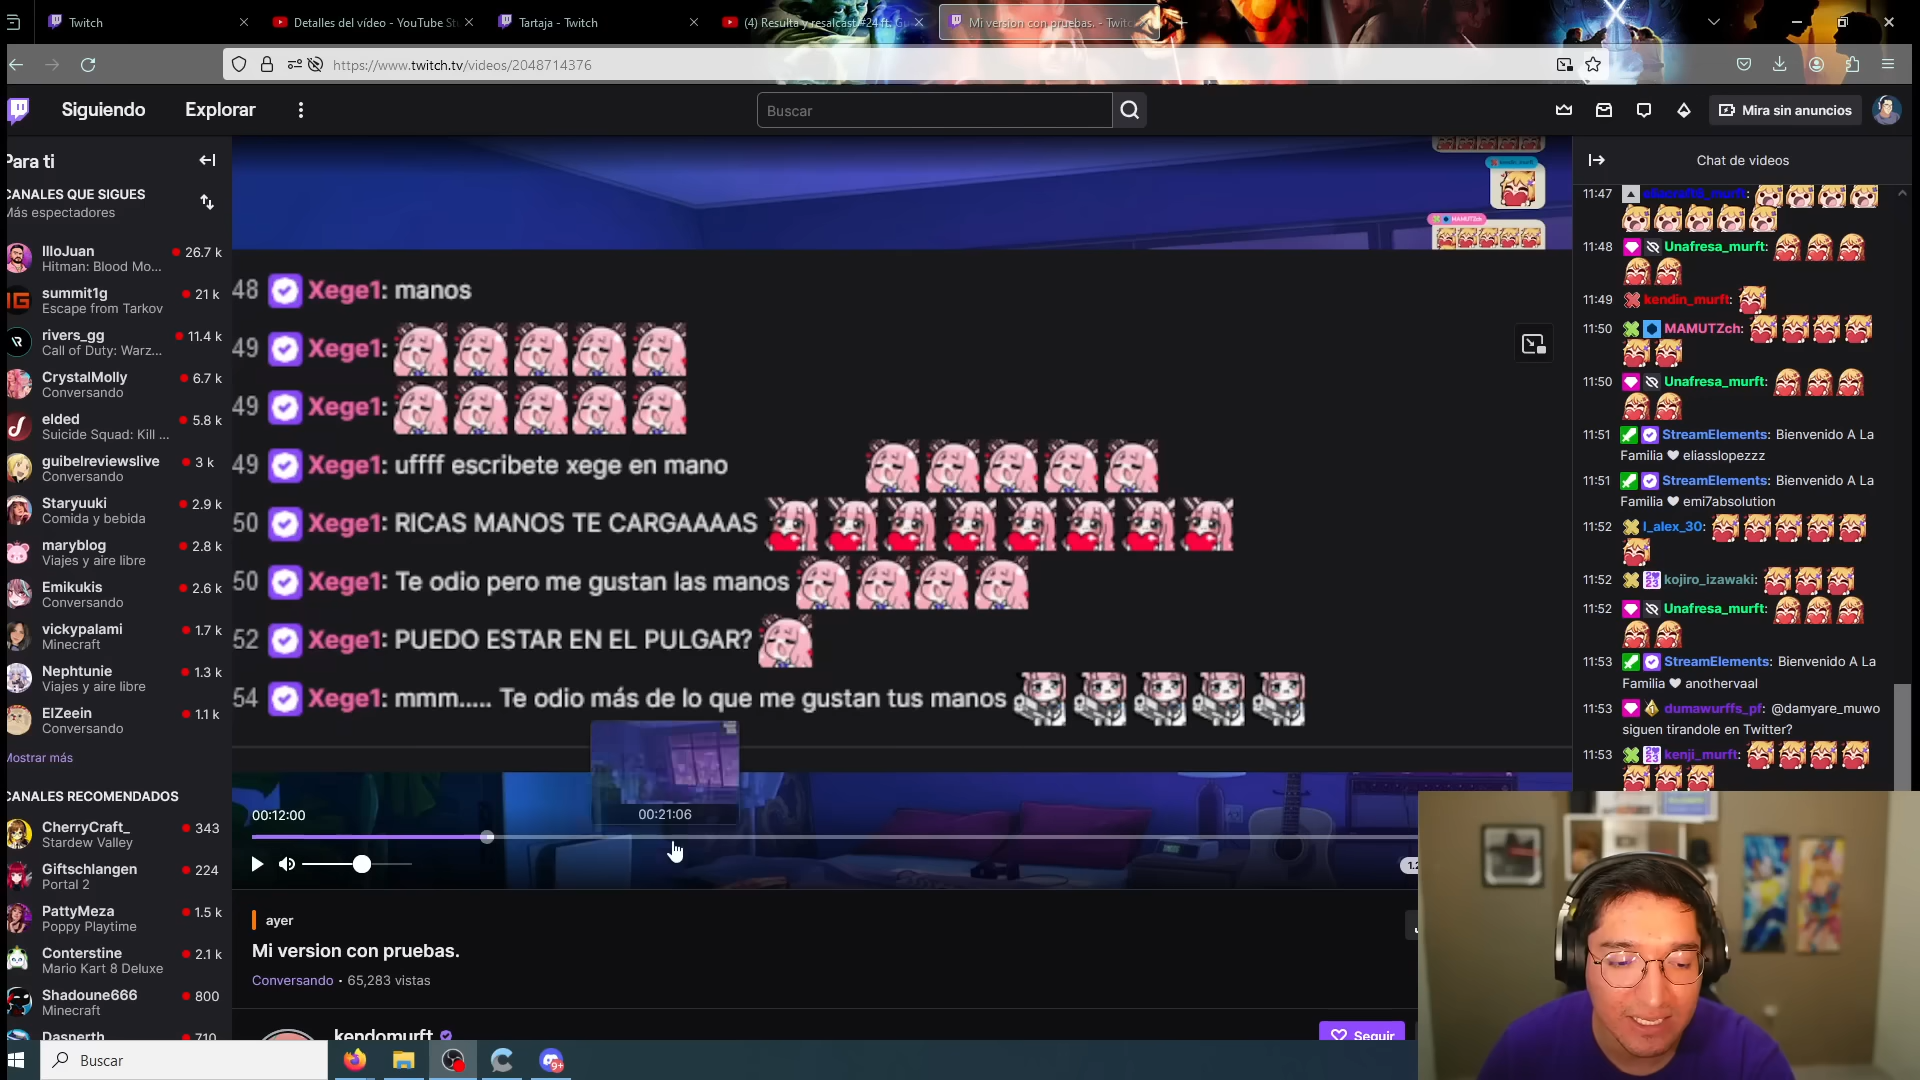 Twitch
Detalles del vídeo - YouTube St
Tartaja - Twitch
(4) Resulta y resalcast #24 ft. G
Mi version con pruebas. - Twitc
https://www.twitch.tv/videos/2048714376
Siguiendo
Explorar
Buscar
Mira sin anuncios
Para ti
CANALES QUE SIGUES
Más espectadores
IlloJuan
26.7 k
Hitman: Blood Mo...
summit1g
21 k
Escape from Tarkov
rivers_gg
11.4 k
Call of Duty: Warz...
CrystalMolly
6.7 k
Conversando
elded
5.8 k
Suicide Squad: Kill ...
guibelreviewslive
3 k
Conversando
Staryuuki
2.9 k
Comida y bebida
maryblog
2.8 k
Viajes y aire libre
Emikukis
2.6 k
Conversando
vickypalami
1.7 k
Minecraft
Nephtunie
1.3 k
Viajes y aire libre
ElZeein
1.1 k
Conversando
Mostrar más
CANALES RECOMENDADOS
CherryCraft_
343
Stardew Valley
Giftschlangen
224
Portal 2
PattyMeza
1.5 k
Poppy Playtime
Conterstine
2.1 k
Mario Kart 8 Deluxe
Shadoune666
800
Minecraft
Dasperth
710
MAMUTZch
48 Xege1: manos
49 Xege1:
49 Xege1:
49 Xege1: uffff escribete xege en mano
50 Xege1: RICAS MANOS TE CARGAAAAS
50 Xege1: Te odio pero me gustan las manos
52 Xege1: PUEDO ESTAR EN EL PULGAR?
54 Xege1: mmm..... Te odio más de lo que me gustan tus manos
00:21:06
00:12:00
ayer
Mi version con pruebas.
Conversando • 65,283 vistas
kendomurft
Seguir
Chat de videos
11:47
11:48 Unafresa_murft:
11:49 kendin_murft:
11:50 MAMUTZch:
11:50 Unafresa_murft:
11:51 StreamElements: Bienvenido A La
Familia ♥ eliasslopezzz
11:51 StreamElements: Bienvenido A La
Familia ♥ emi7absolution
11:52 l_alex_30:
11:52 kojiro_izawaki:
11:52 Unafresa_murft:
11:53 StreamElements: Bienvenido A La
Familia ♥ anothervaal
11:53 dumawurffs_pf: @damyare_muwo
siguen tirandole en Twitter?
11:53 kenji_murft:
Buscar
9+